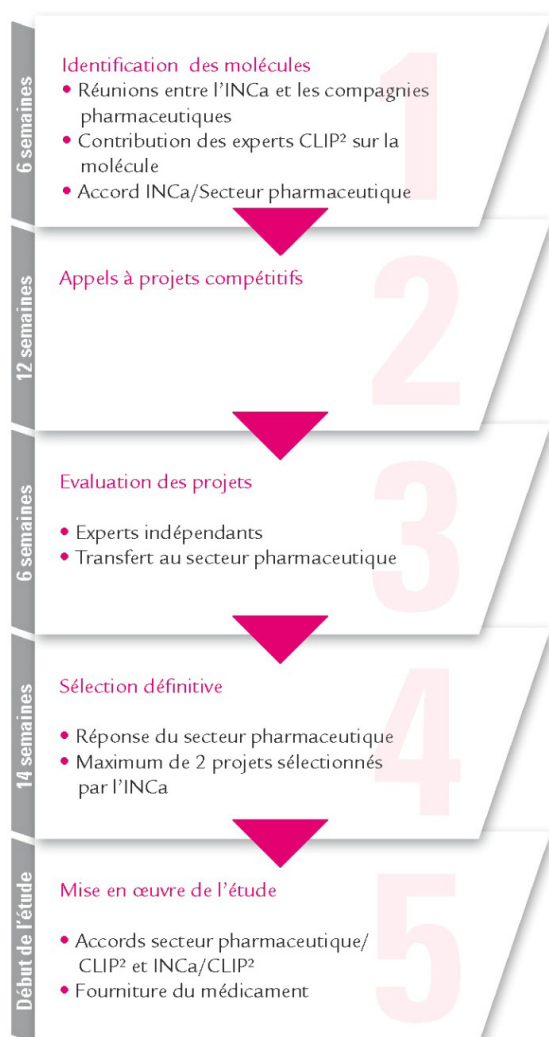 6 semaines
1
Identification des molécules
• Réunions entre l'INCa et les compagnies
pharmaceutiques
• Contribution des experts CLIP² sur la
molécule
• Accord INCa/Secteur pharmaceutique
12 semaines
2
Appels à projets compétitifs
6 semaines
3
Evaluation des projets
• Experts indépendants
• Transfert au secteur pharmaceutique
14 semaines
4
Sélection définitive
• Réponse du secteur pharmaceutique
• Maximum de 2 projets sélectionnés
par l'INCa
Début de l'étude
5
Mise en œuvre de l'étude
• Accords secteur pharmaceutique/
CLIP² et INCa/CLIP²
• Fourniture du médicament